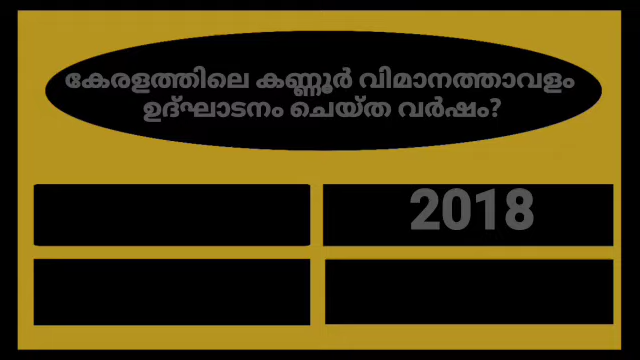 കേരളത്തിലെ കണ്ണൂർ വിമാനത്താവളം
ഉദ്ഘാടനം ചെയ്ത വർഷം?
2018